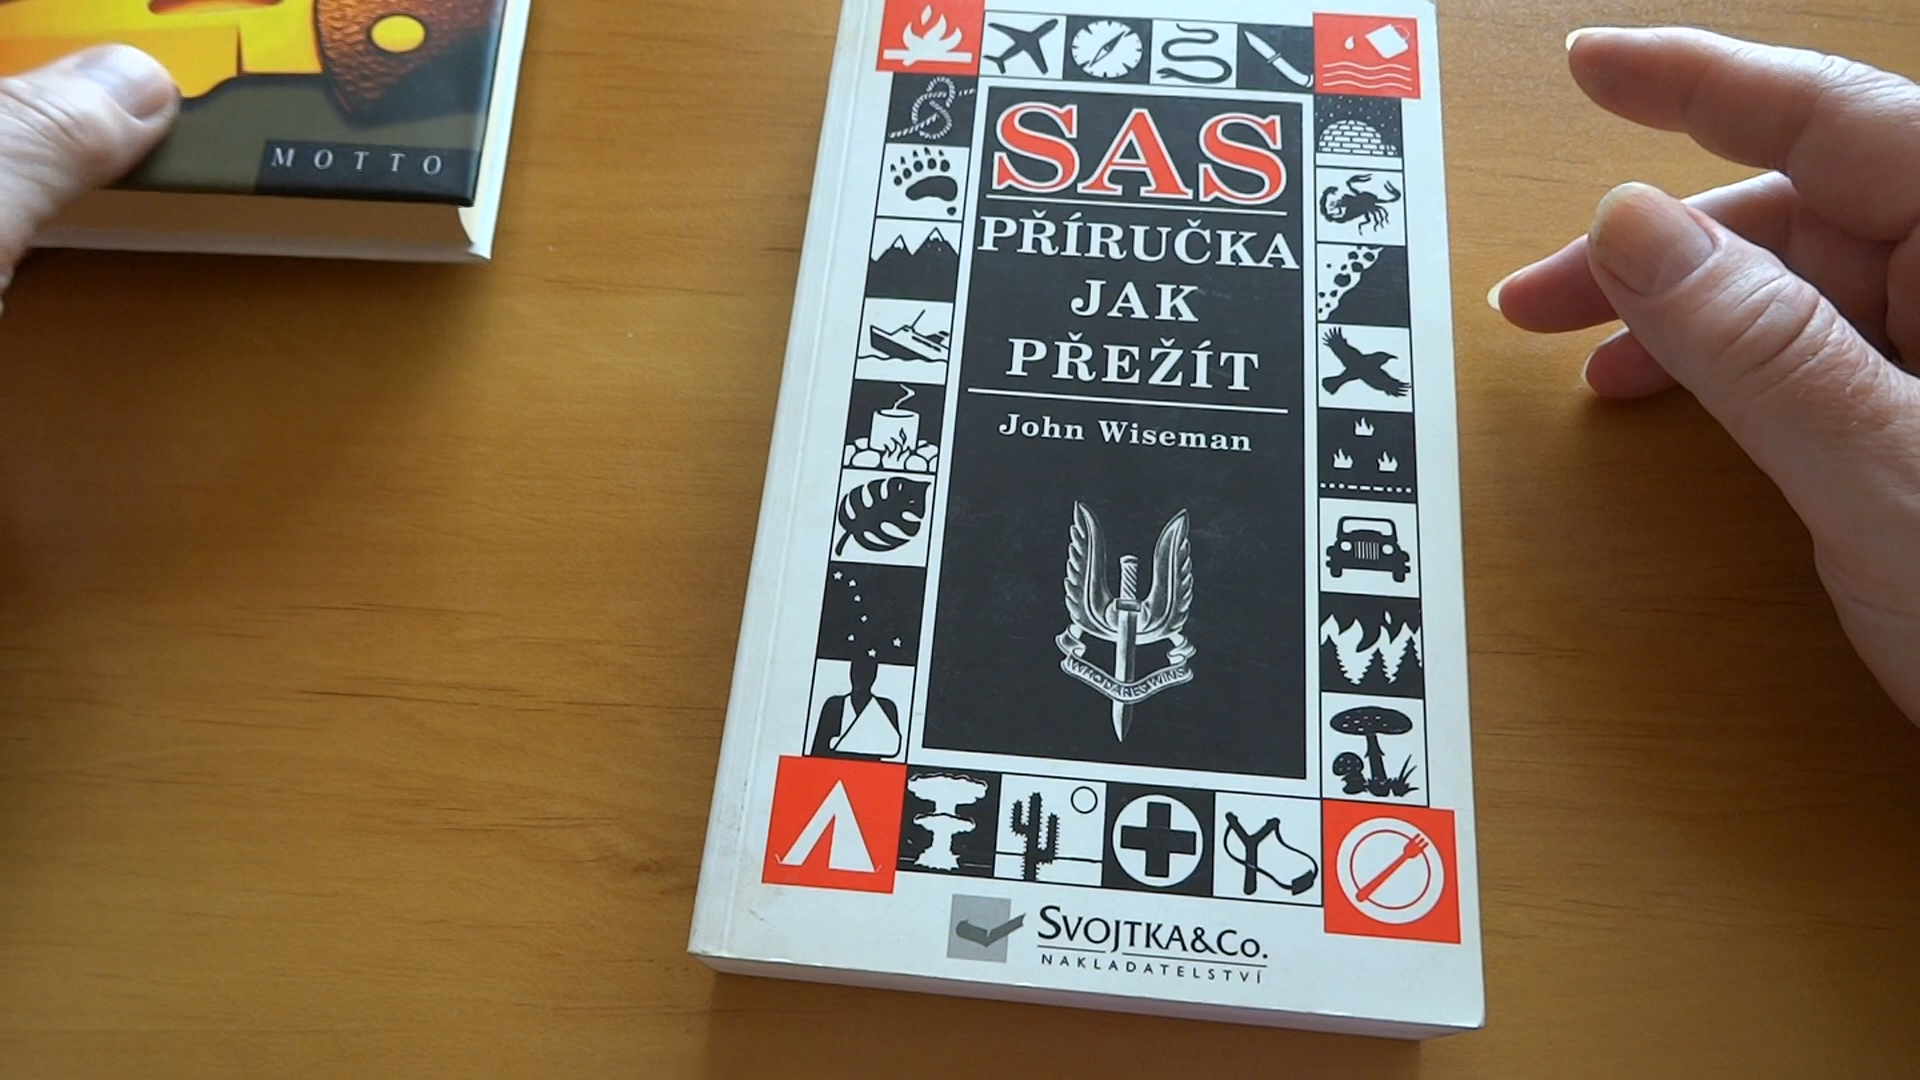 MOTTO
SAS
PŘÍRUČKA
JAK
PŘEŽÍT
John Wiseman
WHO DARES WINS
SVOJTKA&CO.
NAKLADATELSTVÍ